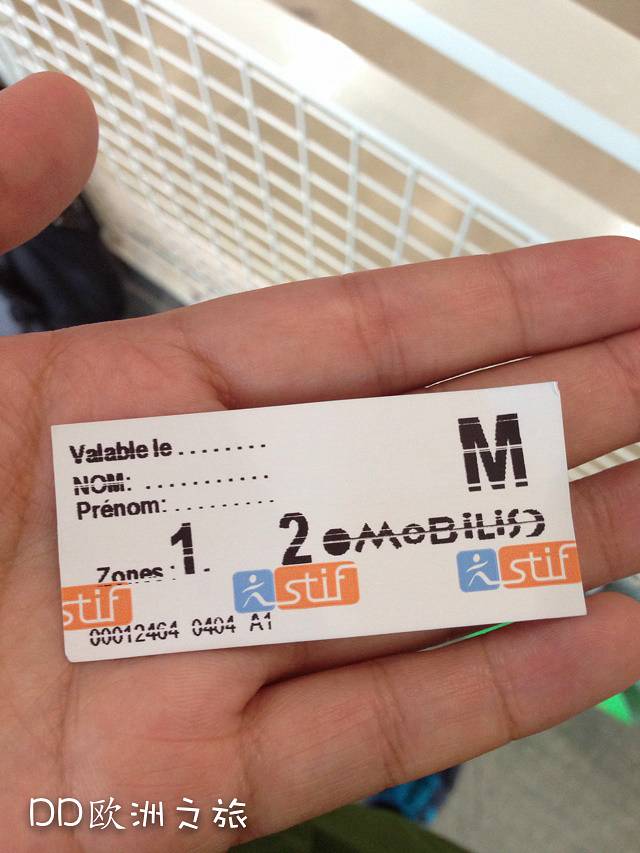 Valable le ........
NOM: ...........
Prénom: .........
M
Zones : 1 - 2 MOBILIS
stif stif stif
00012464 0404 A1
DD欧洲之旅